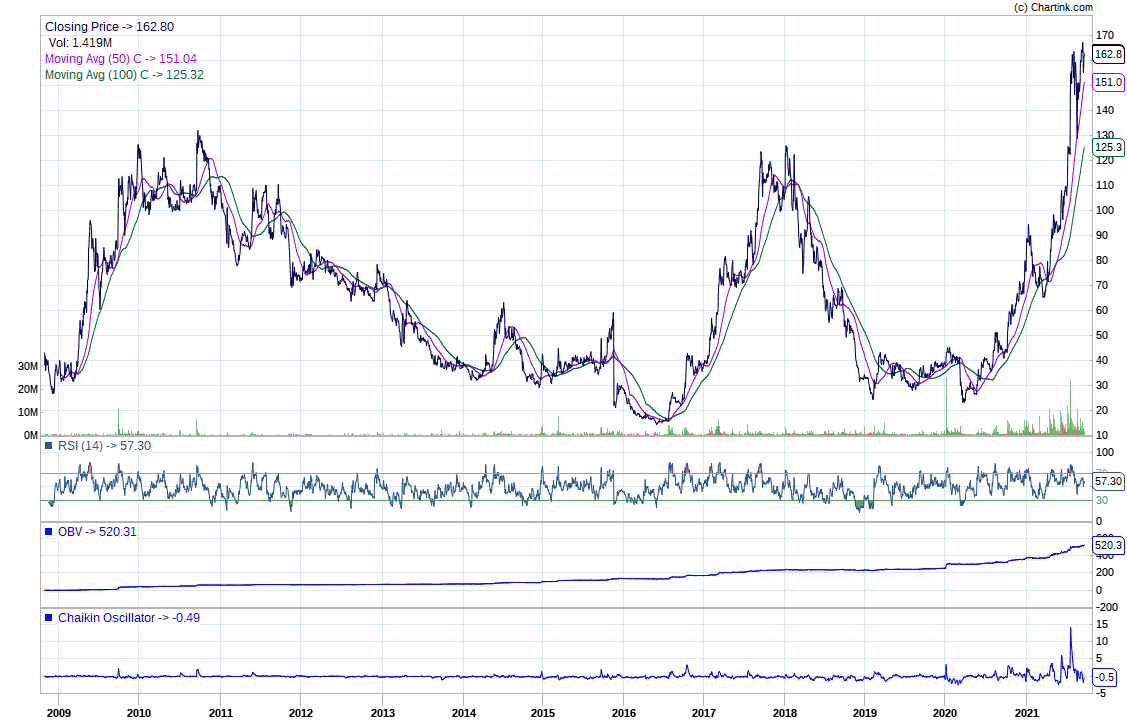 (c) Chartink.com
Closing Price -> 162.80
Vol: 1.419M
Moving Avg (50) C -> 151.04
Moving Avg (100) C -> 125.32
170
162.8
151.0
140
130
125.3
120
110
100
90
80
70
60
50
40
30
20
10
30M
20M
10M
0M
RSI (14) -> 57.30
100
70
57.30
30
0
OBV -> 520.31
600
520.3
400
200
0
-200
Chaikin Oscillator -> -0.49
15
10
5
-0.5
-5
2009 2010 2011 2012 2013 2014 2015 2016 2017 2018 2019 2020 2021